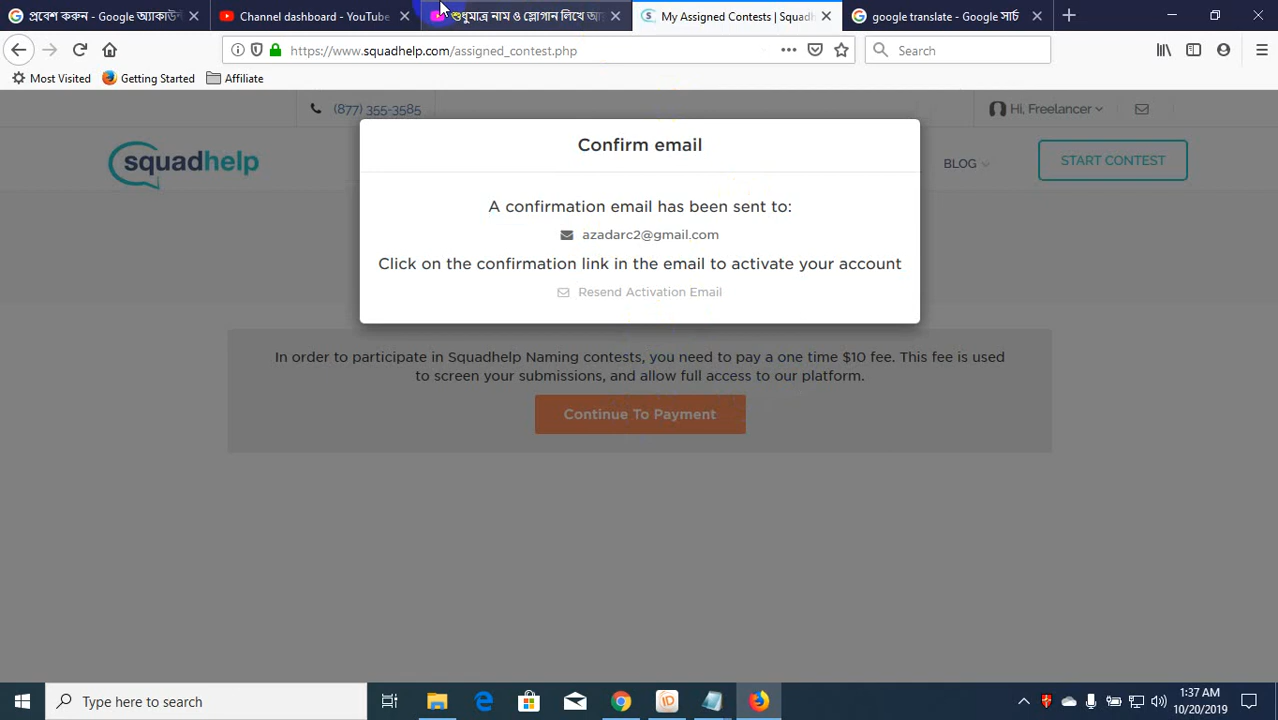 প্রবেশ করুন - Google অ্যাকাউন্ট
Channel dashboard - YouTube
শুধুমাত্র নাম ও স্লোগান লিখে আয়
My Assigned Contests | Squadh
google translate - Google সার্চ
https://www.squadhelp.com/assigned_contest.php
Search
Most Visited
Getting Started
Affiliate
(877) 355-3585
Hi, Freelancer
squadhelp
BLOG
START CONTEST
Confirm email
A confirmation email has been sent to:
azadarc2@gmail.com
Click on the confirmation link in the email to activate your account
Resend Activation Email
In order to participate in Squadhelp Naming contests, you need to pay a one time $10 fee. This fee is used
to screen your submissions, and allow full access to our platform.
Continue To Payment
Type here to search
1:37 AM
10/20/2019